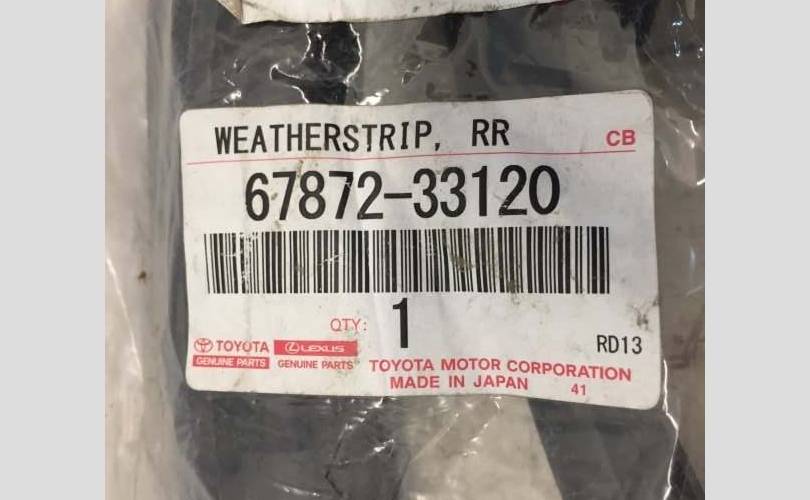 WEATHERSTRIP, RR
CB
67872-33120
QTY: 1
RD13
TOYOTA
GENUINE PARTS
LEXUS
GENUINE PARTS
TOYOTA MOTOR CORPORATION
MADE IN JAPAN 41